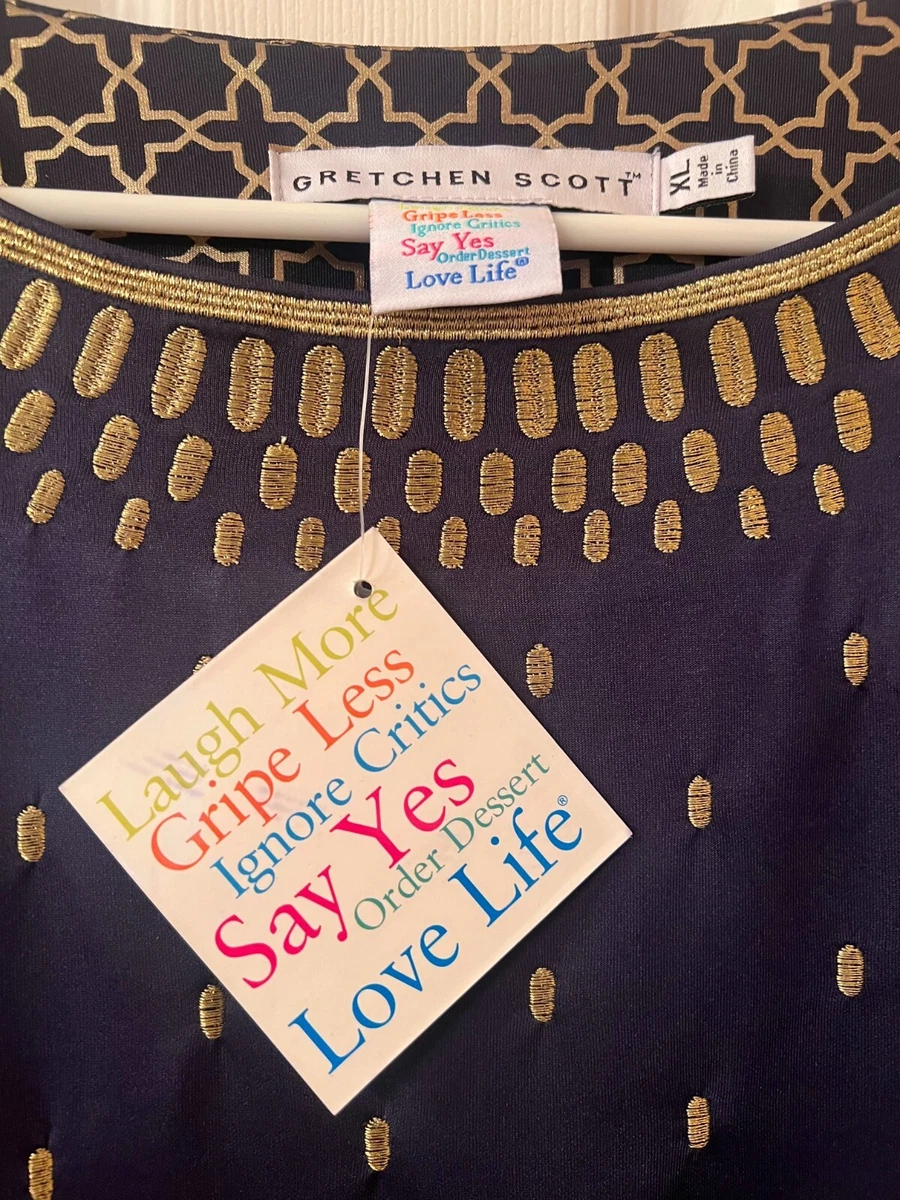 GRETCHEN SCOTT™
XL
Made
in
China
Gripe Less
Ignore Critics
Say Yes
Order Dessert
Love Life®
Laugh More
Gripe Less
Ignore Critics
Say Yes
Order Dessert
Love Life®